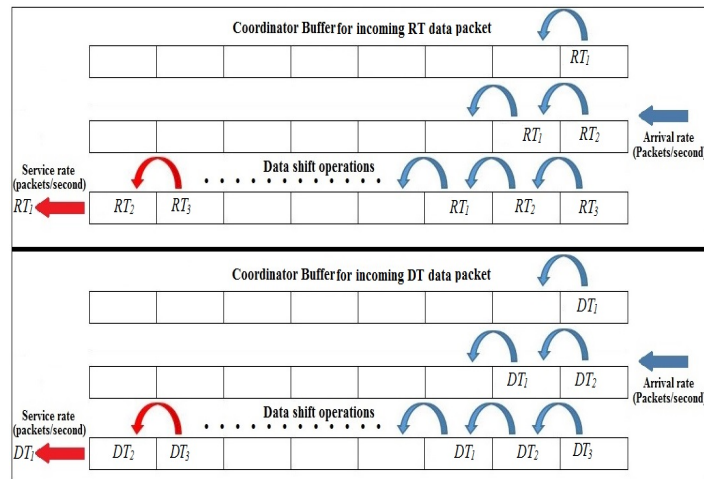 Coordinator Buffer for incoming RT data packet
RT1
RT1 RT2
Arrival rate
(Packets/second)
Service rate
(packets/second)
Data shift operations
RT1 RT2 RT3 RT1 RT2 RT3
Coordinator Buffer for incoming DT data packet
DT1
DT1 DT2
Arrival rate
(Packets/second)
Service rate
(packets/second)
Data shift operations
DT1 DT2 DT3 DT1 DT2 DT3